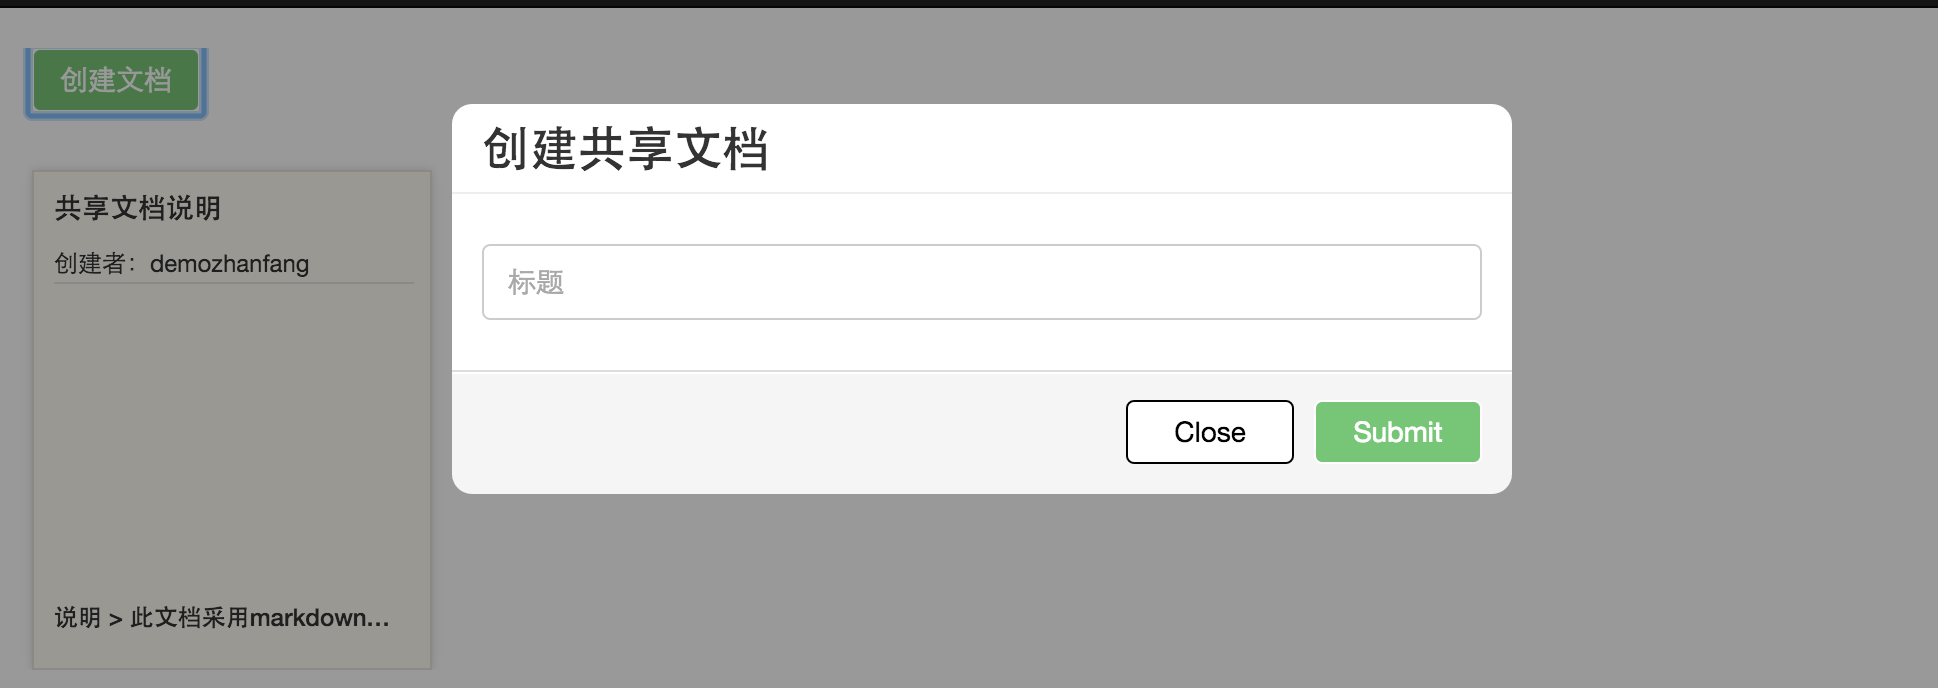 创建文档
共享文档说明
创建者：demozhanfang
说明 > 此文档采用markdown...
创建共享文档
标题
Close
Submit